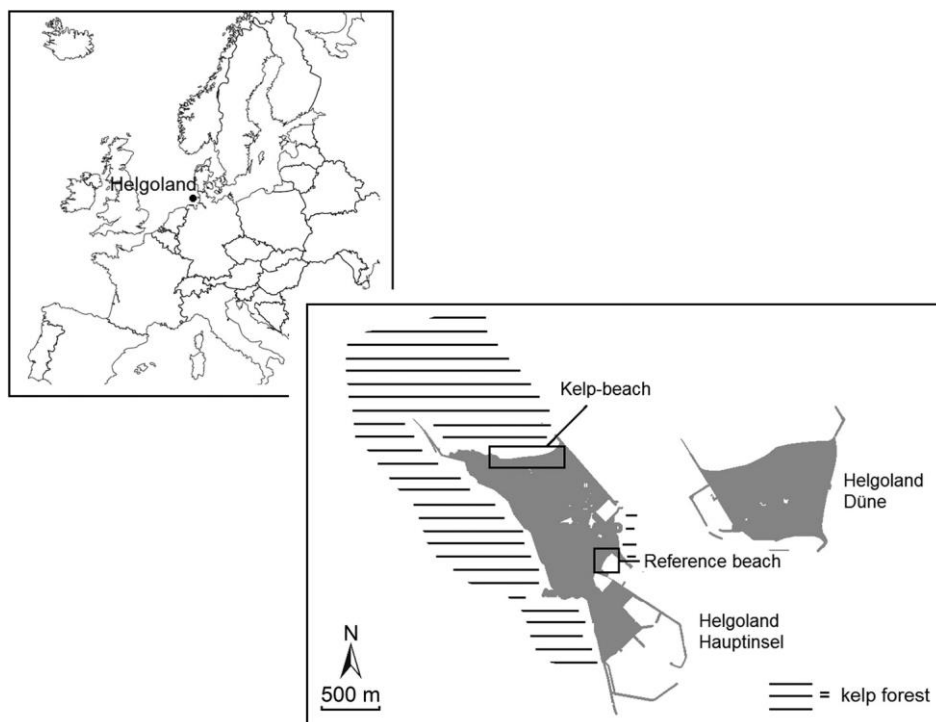 Helgoland
Kelp-beach
Helgoland
Düne
Reference beach
Helgoland
Hauptinsel
N
500 m
= kelp forest